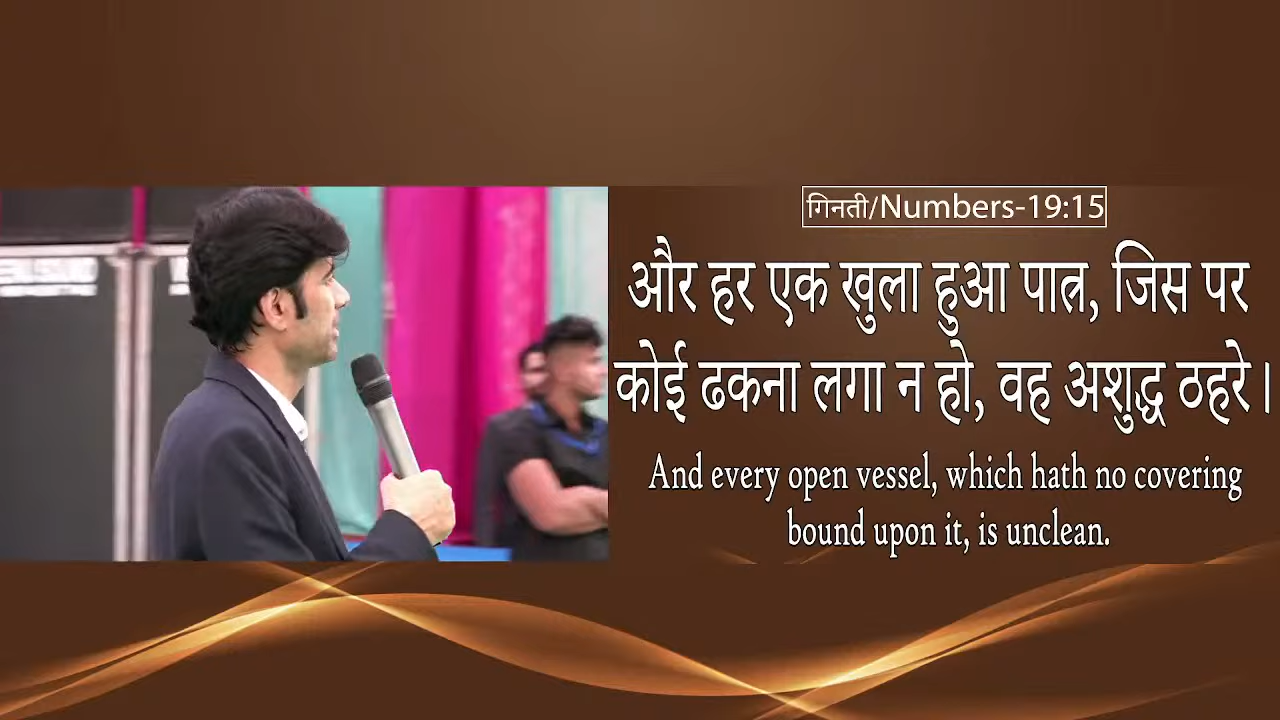 गिनती/Numbers-19:15
और हर एक खुला हुआ पात्र, जिस पर
कोई ढकना लगा न हो, वह अशुद्ध ठहरे।
And every open vessel, which hath no covering
bound upon it, is unclean.